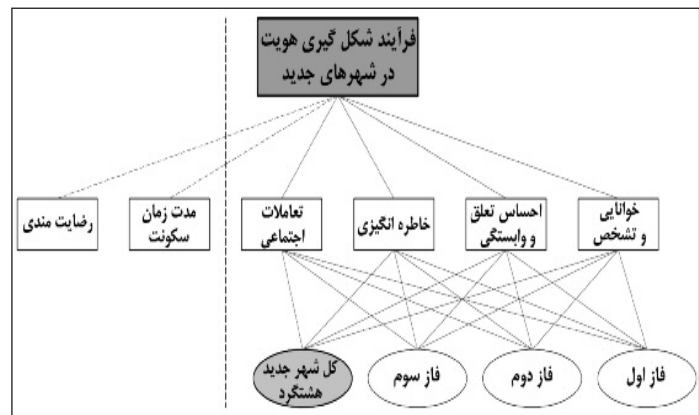 فرآیند شکل گیری هویت
در شهرهای جدید
خوانایی
و تشخص
احساس تعلق
و وابستگی
خاطره انگیزی
تعاملات
اجتماعی
مدت زمان
سکونت
رضایت مندی
فاز اول
فاز دوم
فاز سوم
کل شهر جدید
هشتگرد